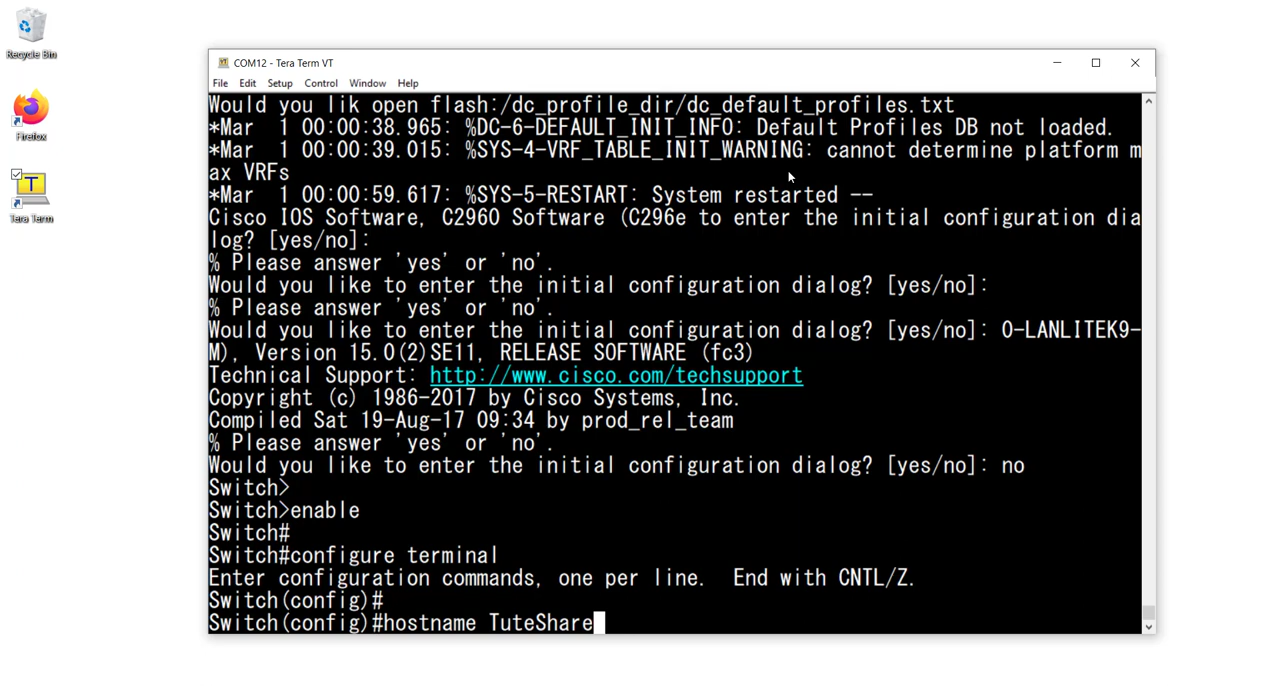 Recycle Bin
Firefox
Tera Term
COM12 - Tera Term VT
File Edit Setup Control Window Help
Would you lik open flash:/dc_profile_dir/dc_default_profiles.txt
*Mar  1 00:00:38.965: %DC-6-DEFAULT_INIT_INFO: Default Profiles DB not loaded.
*Mar  1 00:00:39.015: %SYS-4-VRF_TABLE_INIT_WARNING: cannot determine platform m
ax VRFs
*Mar  1 00:00:59.617: %SYS-5-RESTART: System restarted --
Cisco IOS Software, C2960 Software (C296e to enter the initial configuration dia
log? [yes/no]:
% Please answer 'yes' or 'no'.
Would you like to enter the initial configuration dialog? [yes/no]:
% Please answer 'yes' or 'no'.
Would you like to enter the initial configuration dialog? [yes/no]: 0-LANLITEK9-
M), Version 15.0(2)SE11, RELEASE SOFTWARE (fc3)
Technical Support: http://www.cisco.com/techsupport
Copyright (c) 1986-2017 by Cisco Systems, Inc.
Compiled Sat 19-Aug-17 09:34 by prod_rel_team
% Please answer 'yes' or 'no'.
Would you like to enter the initial configuration dialog? [yes/no]: no
Switch>
Switch>enable
Switch#
Switch#configure terminal
Enter configuration commands, one per line.  End with CNTL/Z.
Switch(config)#
Switch(config)#hostname TuteShare